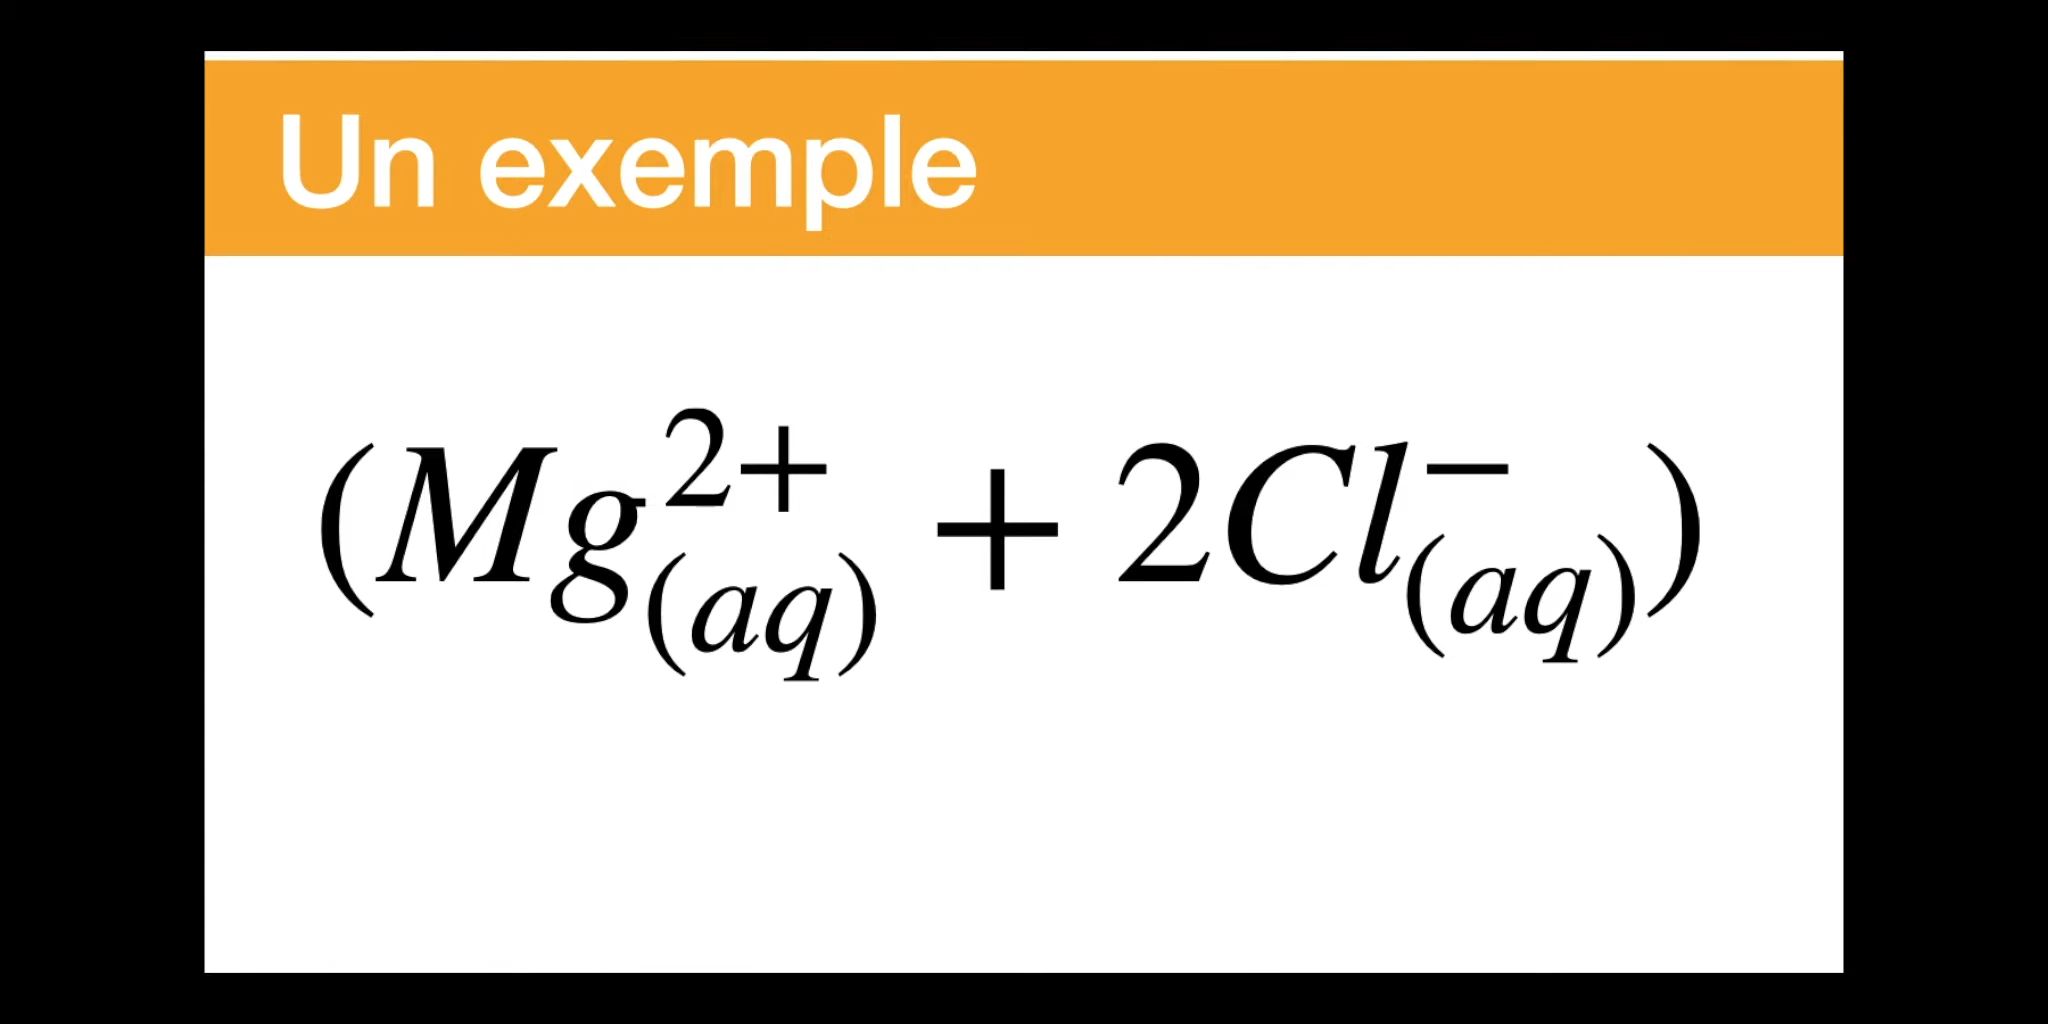 Un exemple
(Mg²⁺₍aq₎ + 2Cl⁻₍aq₎)